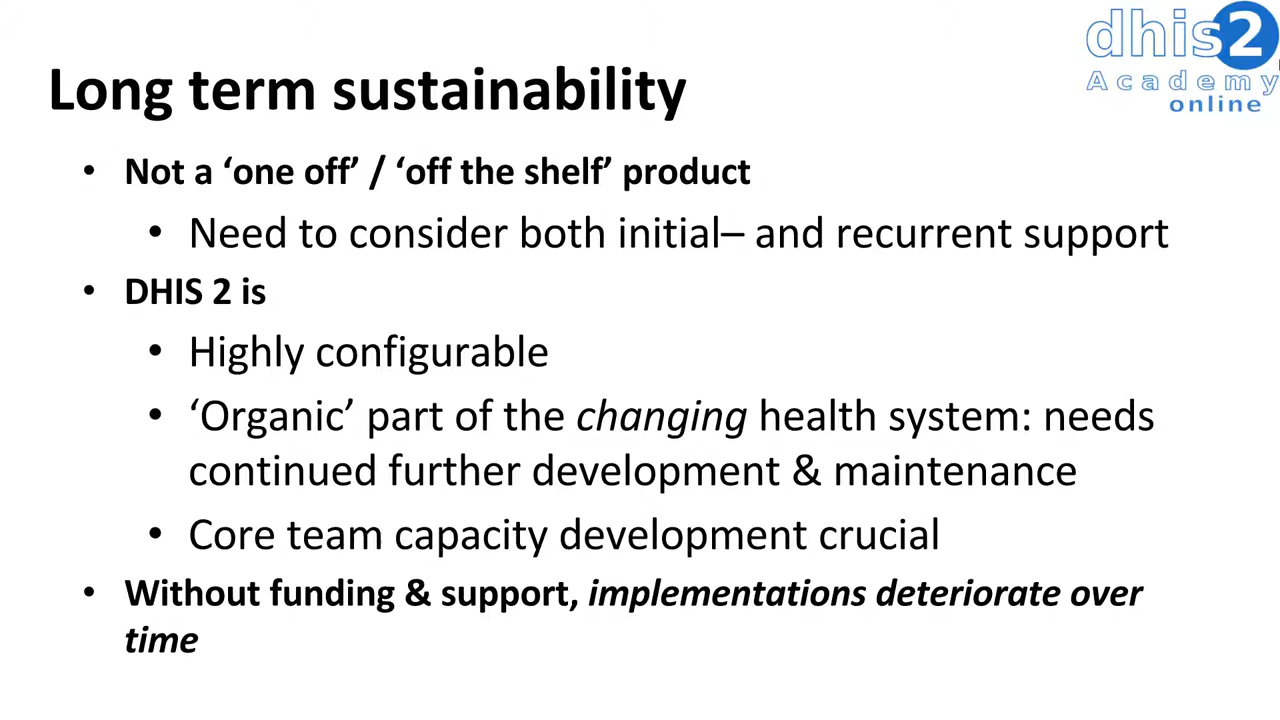 dhis2
Academy
online
Long term sustainability
• Not a ‘one off’ / ‘off the shelf’ product
• Need to consider both initial– and recurrent support
• DHIS 2 is
• Highly configurable
• ‘Organic’ part of the changing health system: needs
continued further development & maintenance
• Core team capacity development crucial
• Without funding & support, implementations deteriorate over
time